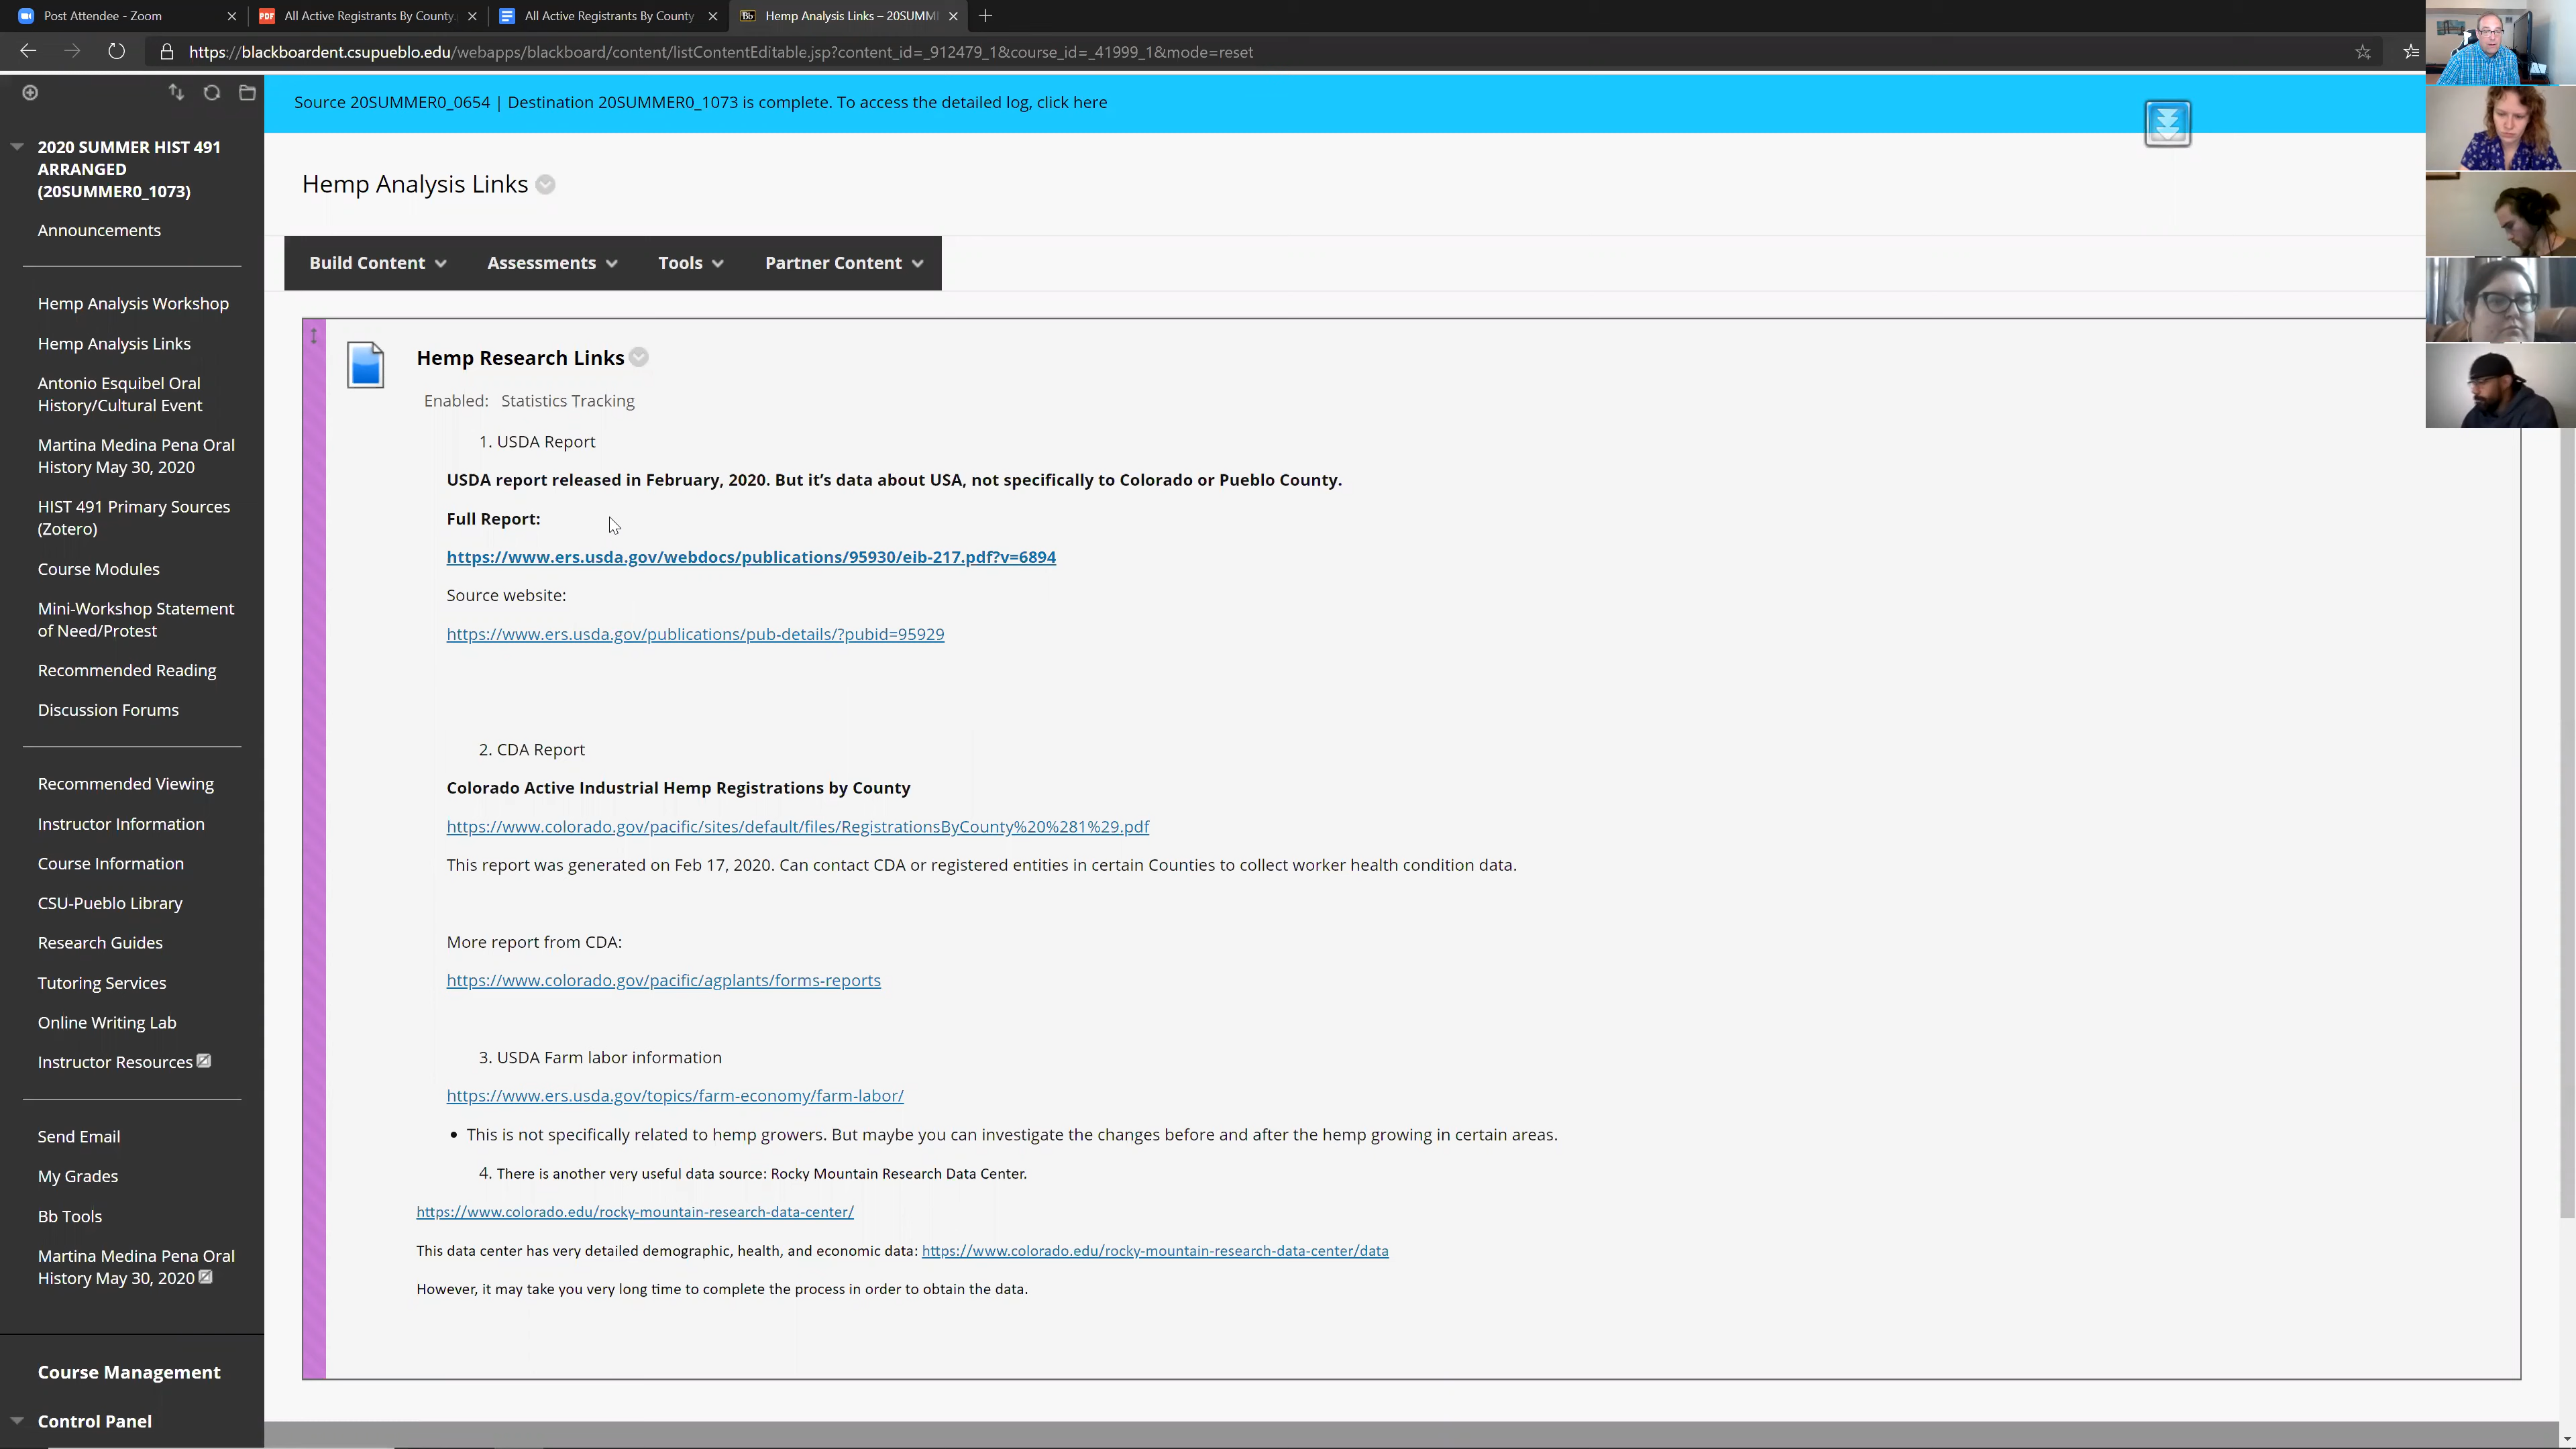 Post Attendee - Zoom
All Active Registrants By County.
All Active Registrants By County
Hemp Analysis Links – 20SUMM
https://blackboardent.csupueblo.edu/webapps/blackboard/content/listContentEditable.jsp?content_id=_912479_1&course_id=_41999_1&mode=reset
Source 20SUMMER0_0654 | Destination 20SUMMER0_1073 is complete. To access the detailed log, click here
2020 SUMMER HIST 491
ARRANGED
(20SUMMER0_1073)
Announcements
Hemp Analysis Workshop
Hemp Analysis Links
Antonio Esquibel Oral
History/Cultural Event
Martina Medina Pena Oral
History May 30, 2020
HIST 491 Primary Sources
(Zotero)
Course Modules
Mini-Workshop Statement
of Need/Protest
Recommended Reading
Discussion Forums
Recommended Viewing
Instructor Information
Course Information
CSU-Pueblo Library
Research Guides
Tutoring Services
Online Writing Lab
Instructor Resources
Send Email
My Grades
Bb Tools
Martina Medina Pena Oral
History May 30, 2020
Course Management
Control Panel
Hemp Analysis Links
Build Content Assessments Tools Partner Content
Hemp Research Links
Enabled: Statistics Tracking
1. USDA Report
USDA report released in February, 2020. But it’s data about USA, not specifically to Colorado or Pueblo County.
Full Report:
https://www.ers.usda.gov/webdocs/publications/95930/eib-217.pdf?v=6894
Source website:
https://www.ers.usda.gov/publications/pub-details/?pubid=95929
2. CDA Report
Colorado Active Industrial Hemp Registrations by County
https://www.colorado.gov/pacific/sites/default/files/RegistrationsByCounty%20%281%29.pdf
This report was generated on Feb 17, 2020. Can contact CDA or registered entities in certain Counties to collect worker health condition data.
More report from CDA:
https://www.colorado.gov/pacific/agplants/forms-reports
3. USDA Farm labor information
https://www.ers.usda.gov/topics/farm-economy/farm-labor/
• This is not specifically related to hemp growers. But maybe you can investigate the changes before and after the hemp growing in certain areas.
4. There is another very useful data source: Rocky Mountain Research Data Center.
https://www.colorado.edu/rocky-mountain-research-data-center/
This data center has very detailed demographic, health, and economic data: https://www.colorado.edu/rocky-mountain-research-data-center/data
However, it may take you very long time to complete the process in order to obtain the data.